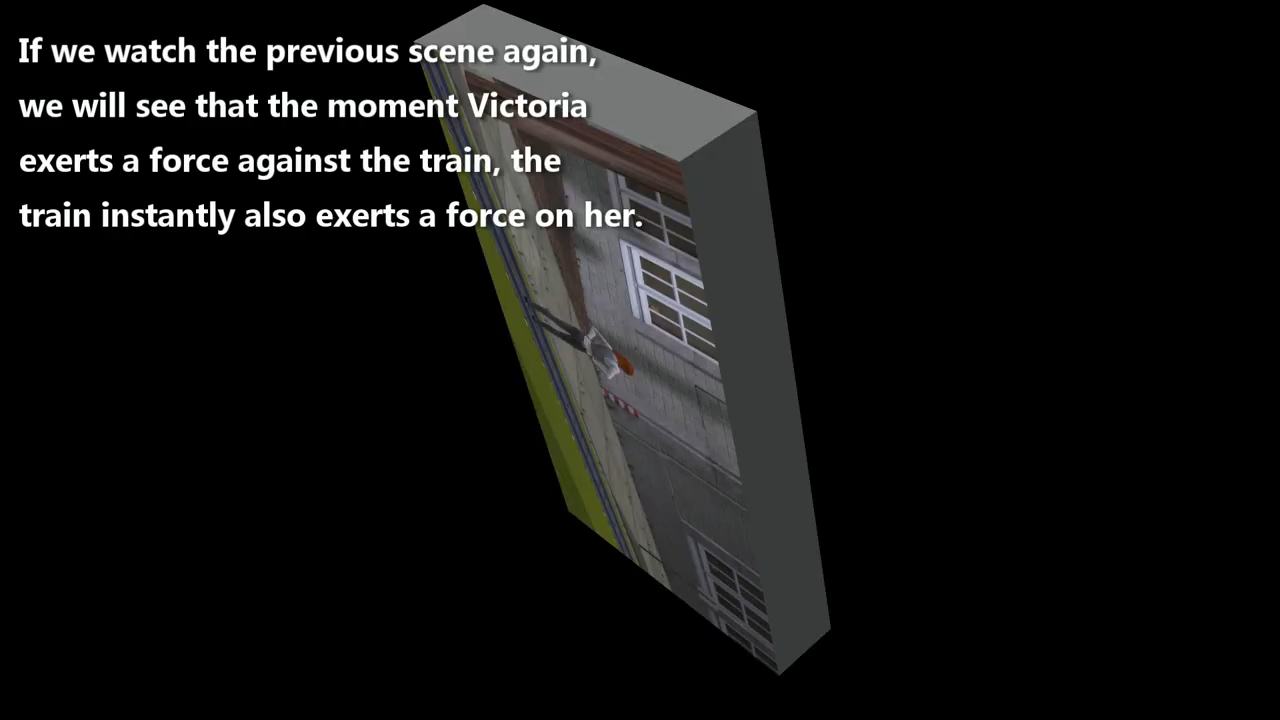 If we watch the previous scene again,
we will see that the moment Victoria
exerts a force against the train, the
train instantly also exerts a force on her.